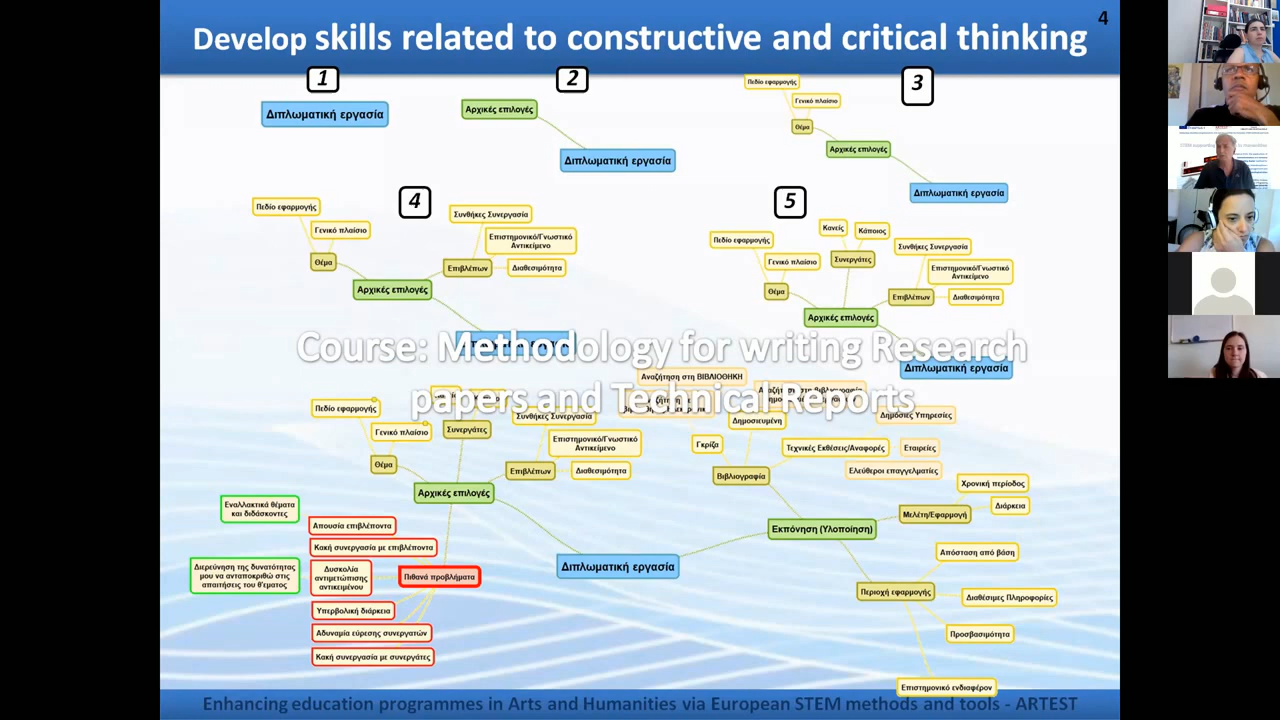 4
Develop skills related to constructive and critical thinking
1
Διπλωματική εργασία
2
Αρχικές επιλογές
Διπλωματική εργασία
3
Πεδίο εφαρμογής
Γενικό πλαίσιο
Θέμα
Αρχικές επιλογές
Διπλωματική εργασία
4
Πεδίο εφαρμογής
Γενικό πλαίσιο
Θέμα
Συνθήκες Συνεργασία
Επιστημονικό/Γνωστικό
Αντικείμενο
Επιβλέπων
Διαθεσιμότητα
Αρχικές επιλογές
5
Πεδίο εφαρμογής
Γενικό πλαίσιο
Θέμα
Κανείς
Κάποιος
Συνεργάτες
Συνθήκες Συνεργασία
Επιστημονικό/Γνωστικό
Αντικείμενο
Επιβλέπων
Διαθεσιμότητα
Αρχικές επιλογές
Διπλωματική εργασία
Course: Methodology for writing Research
papers and Technical Reports
Πεδίο εφαρμογής
Γενικό πλαίσιο
Θέμα
Συνεργάτες
Συνθήκες Συνεργασία
Επιστημονικό/Γνωστικό
Αντικείμενο
Επιβλέπων
Διαθεσιμότητα
Αρχικές επιλογές
Αναζήτηση στη ΒΙΒΛΙΟΘΗΚΗ
Αναζήτηση στη βιβλιογραφία
Δημοσιευμένη
Γκρίζα
Βιβλιογραφία
Δημόσιες Υπηρεσίες
Τεχνικές Εκθέσεις/Αναφορές
Εταιρείες
Ελεύθεροι επαγγελματίες
Χρονική περίοδος
Διάρκεια
Μελέτη/Εφαρμογή
Εκπόνηση (Υλοποίηση)
Απόσταση από βάση
Περιοχή εφαρμογής
Διαθέσιμες Πληροφορίες
Προσβασιμότητα
Επιστημονικό ενδιαφέρον
Διπλωματική εργασία
Εναλλακτικά θέματα
και διδάσκοντες
Απουσία επιβλέποντα
Κακή συνεργασία με επιβλέποντα
Διερεύνηση της δυνατότητας
μου να ανταποκριθώ στις
απαιτήσεις του θ'εματος
Δυσκολία
αντιμετώπισης
αντικειμένου
Πιθανά προβλήματα
Υπερβολική διάρκεια
Αδυναμία εύρεσης συνεργατών
Κακή συνεργασία με συνεργάτες
Enhancing education programmes in Arts and Humanities via European STEM methods and tools - ARTEST